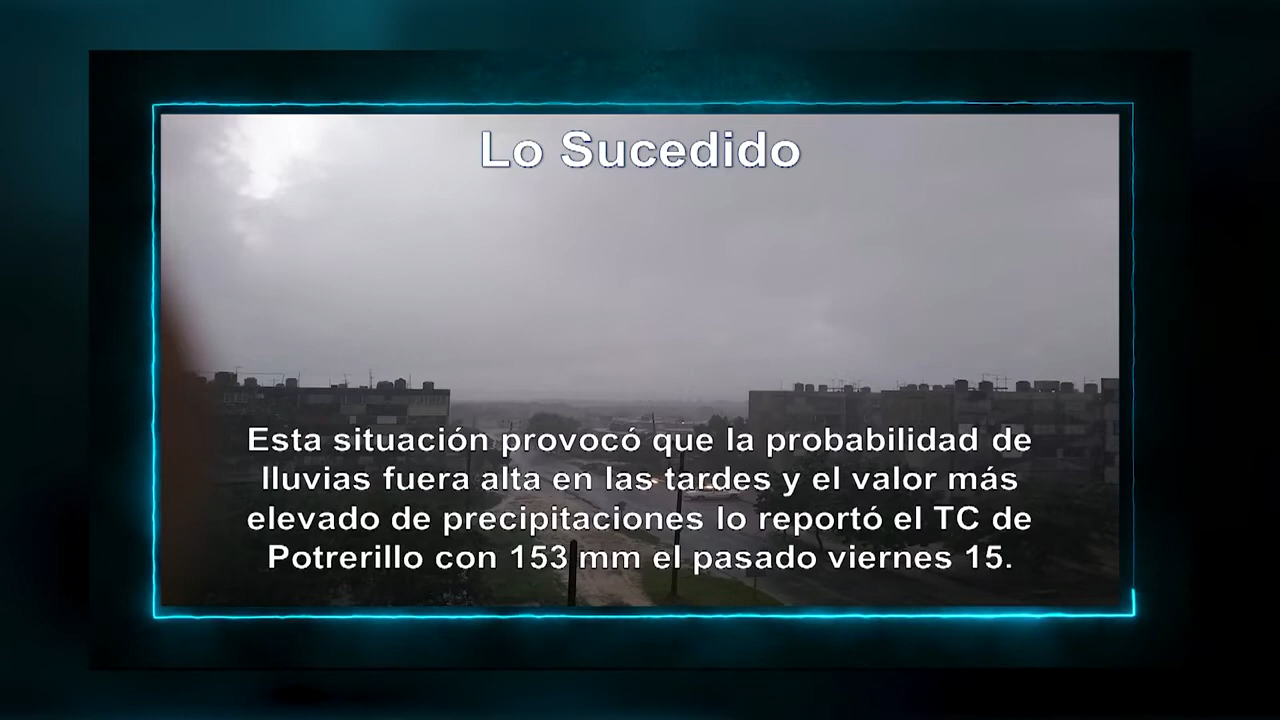 Lo Sucedido
Esta situación provocó que la probabilidad de
lluvias fuera alta en las tardes y el valor más
elevado de precipitaciones lo reportó el TC de
Potrerillo con 153 mm el pasado viernes 15.